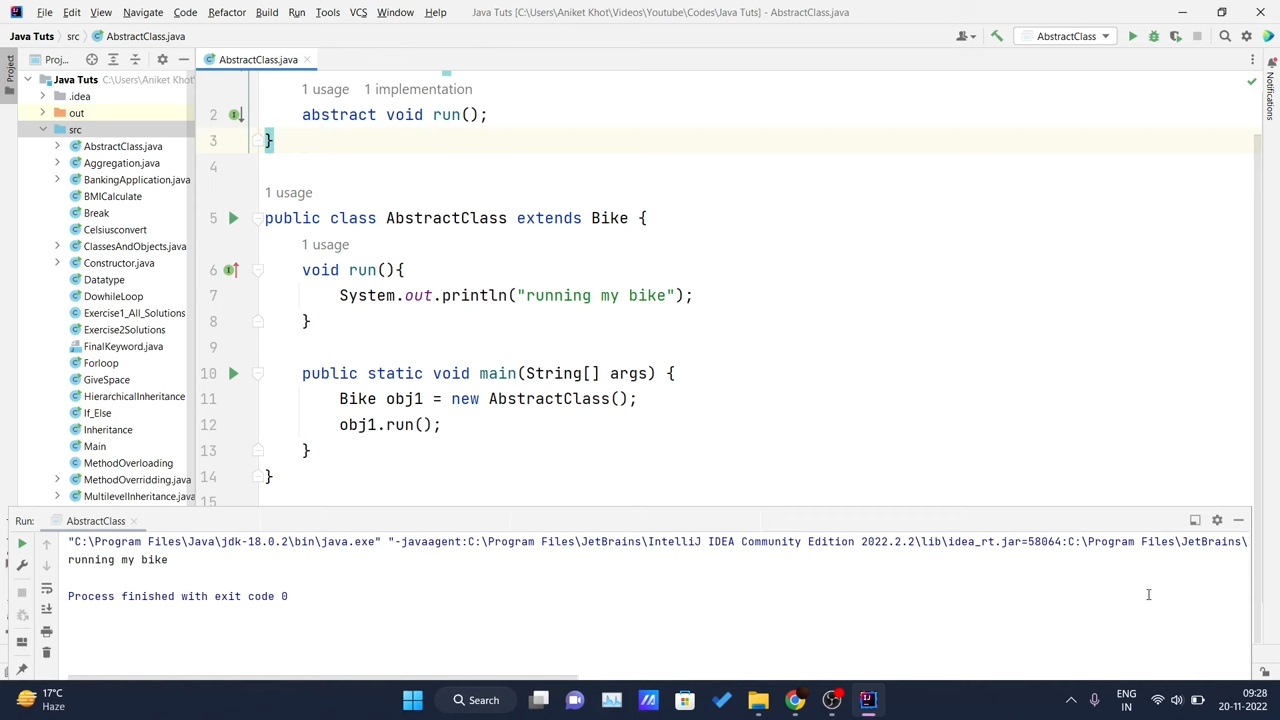 File Edit View Navigate Code Refactor Build Run Tools VCS Window Help Java Tuts [C:\Users\Aniket Khot\Videos\Youtube\Codes\Java Tuts] - AbstractClass.java
Java Tuts src AbstractClass.java AbstractClass
Project
Proj... AbstractClass.java
Notifications
Java Tuts C:\Users\Aniket Khot\
.idea
out
src
AbstractClass.java
Aggregation.java
BankingApplication.java
BMICalculate
Break
Celsiusconvert
ClassesAndObjects.java
Constructor.java
Datatype
DowhileLoop
Exercise1_All_Solutions
Exercise2Solutions
FinalKeyword.java
Forloop
GiveSpace
HierarchicalInheritance
If_Else
Inheritance
Main
MethodOverloading
MethodOverridding.java
MultilevelInheritance.java
1 usage 1 implementation
2 abstract void run();
3 }
4
1 usage
5 public class AbstractClass extends Bike {
1 usage
6 void run(){
7 System.out.println("running my bike");
8 }
9
10 public static void main(String[] args) {
11 Bike obj1 = new AbstractClass();
12 obj1.run();
13 }
14 }
15
Run: AbstractClass
"C:\Program Files\Java\jdk-18.0.2\bin\java.exe" "-javaagent:C:\Program Files\JetBrains\IntelliJ IDEA Community Edition 2022.2.2\lib\idea_rt.jar=58064:C:\Program Files\JetBrains\
running my bike
Process finished with exit code 0
17°C
Haze
Search
ENG
IN
09:28
20-11-2022